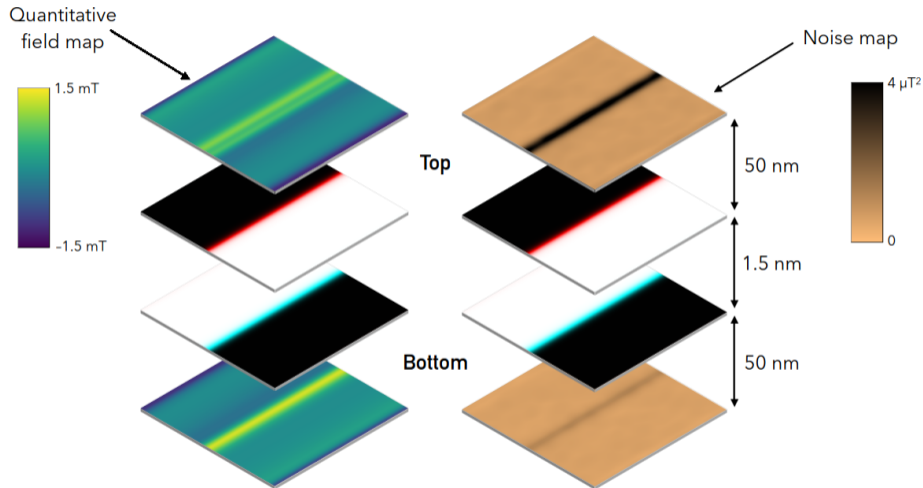 Quantitative
field map
Noise map
1.5 mT
-1.5 mT
4 μT²
0
Top
50 nm
1.5 nm
Bottom
50 nm